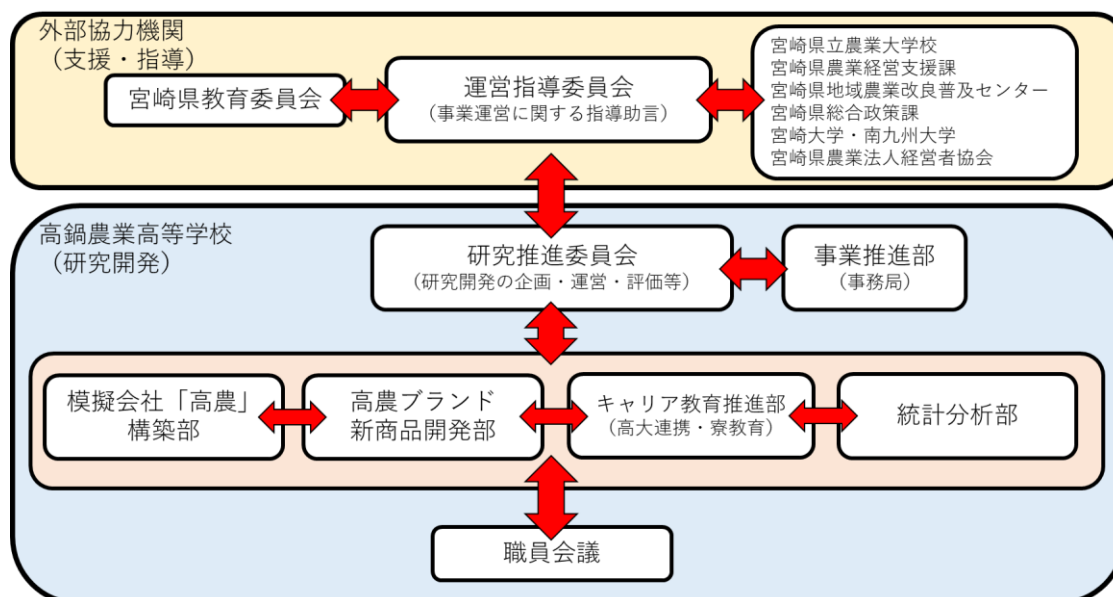 外部協力機関
（支援・指導）
宮崎県教育委員会
運営指導委員会
（事業運営に関する指導助言）
宮崎県立農業大学校
宮崎県農業経営支援課
宮崎県地域農業改良普及センター
宮崎県総合政策課
宮崎大学・南九州大学
宮崎県農業法人経営者協会
高鍋農業高等学校
（研究開発）
研究推進委員会
（研究開発の企画・運営・評価等）
事業推進部
（事務局）
模擬会社「高農」
構築部
高農ブランド
新商品開発部
キャリア教育推進部
（高大連携・寮教育）
統計分析部
職員会議